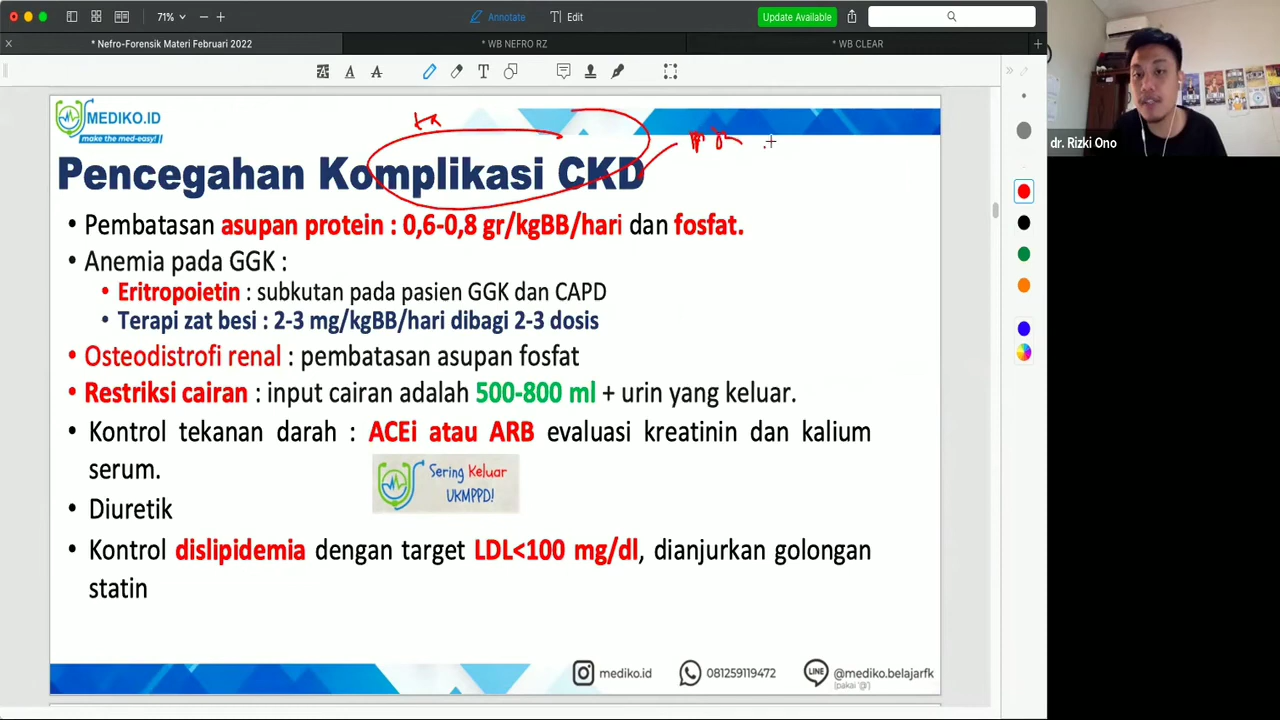 71%
Annotate
Edit
Update Available
* Nefro-Forensik Materi Februari 2022
* WB NEFRO RZ
* WB CLEAR
MEDIKO.ID
make the med-easy!
dr. Rizki Ono
Pencegahan Komplikasi CKD
• Pembatasan asupan protein : 0,6-0,8 gr/kgBB/hari dan fosfat.
• Anemia pada GGK :
• Eritropoietin : subkutan pada pasien GGK dan CAPD
• Terapi zat besi : 2-3 mg/kgBB/hari dibagi 2-3 dosis
• Osteodistrofi renal : pembatasan asupan fosfat
• Restriksi cairan : input cairan adalah 500-800 ml + urin yang keluar.
• Kontrol tekanan darah : ACEi atau ARB evaluasi kreatinin dan kalium
serum.
Sering Keluar
UKMPPD!
• Diuretik
• Kontrol dislipidemia dengan target LDL<100 mg/dl, dianjurkan golongan
statin
mediko.id
081259119472
LINE
@mediko.belajarfk
(pakai '@')